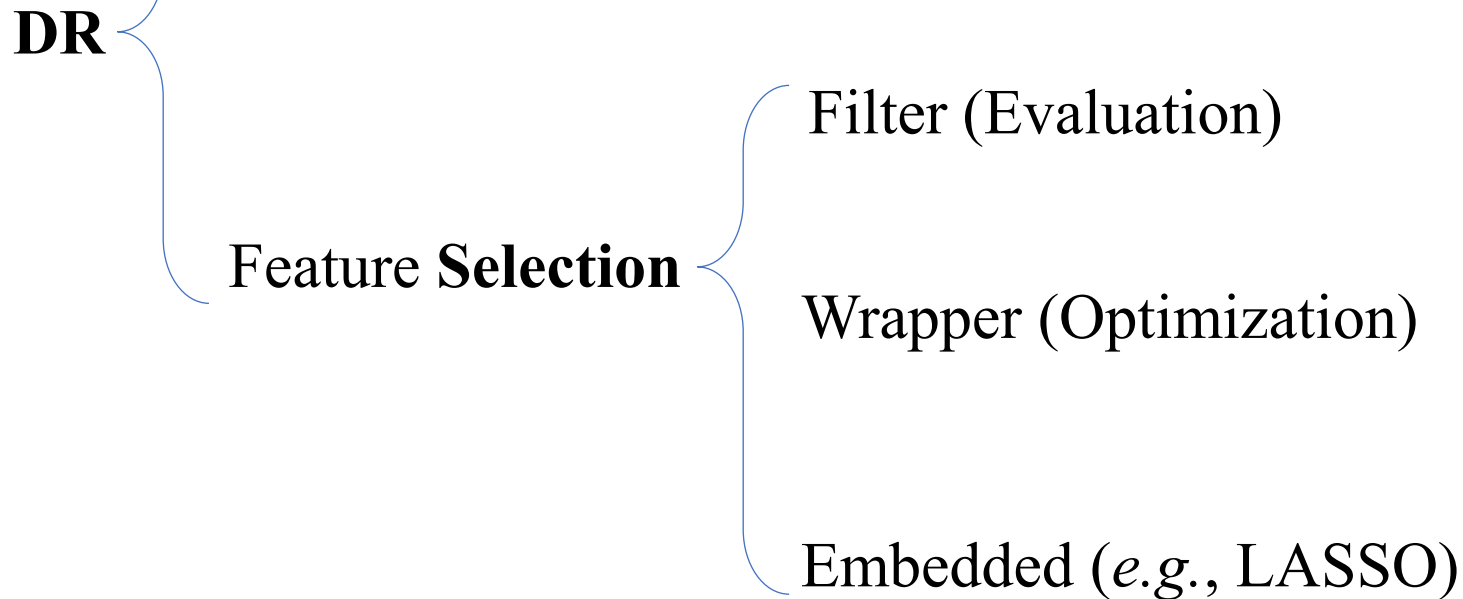 DR
Filter (Evaluation)
Feature Selection
Wrapper (Optimization)
Embedded (e.g., LASSO)